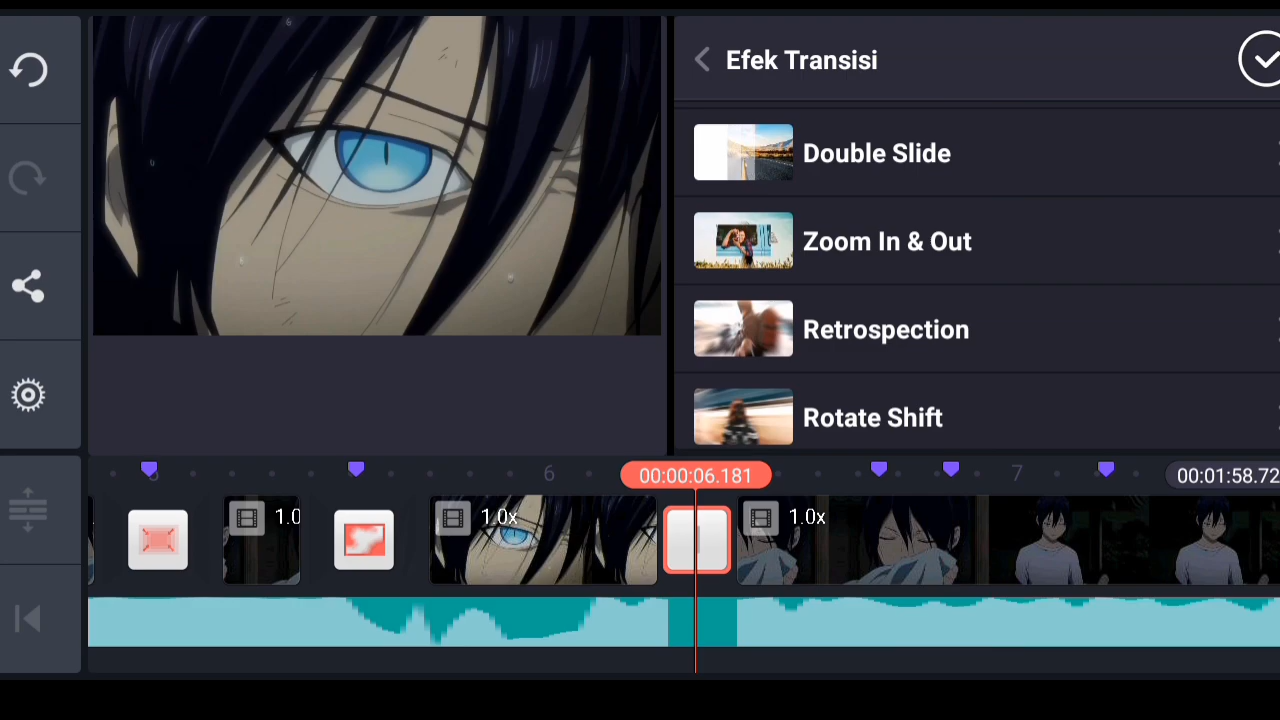 Efek Transisi
Double Slide
Zoom In & Out
Retrospection
Rotate Shift
6
00:00:06.181
7
00:01:58.72
1.0
1.0x
1.0x